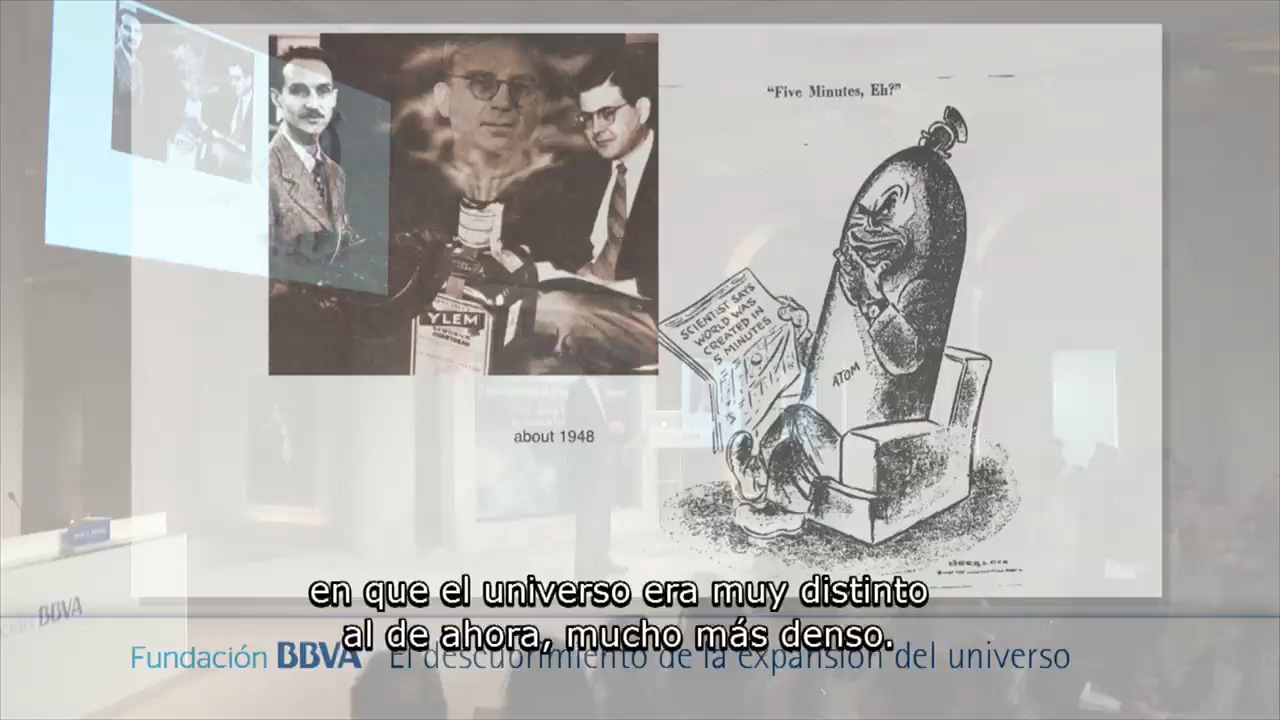 "Five Minutes, Eh?"
SCIENTIST SAYS
WORLD WAS
CREATED IN
5 MINUTES
ATOM
YLEM
about 1948
en que el universo era muy distinto
al de ahora, mucho más denso.
BBVA
Fundación BBVA El descubrimiento de la expansión del universo